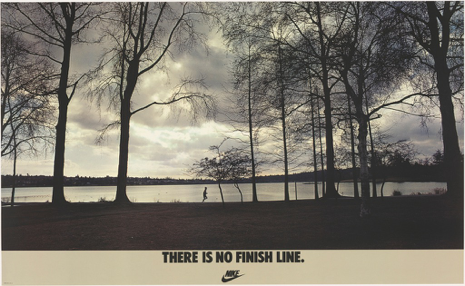 THERE IS NO FINISH LINE.
NIKE